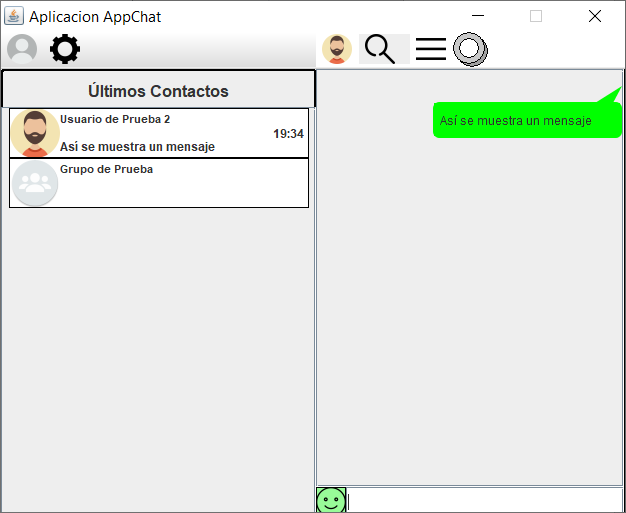 Aplicacion AppChat
Últimos Contactos
Usuario de Prueba 2
19:34
Así se muestra un mensaje
Grupo de Prueba
Así se muestra un mensaje